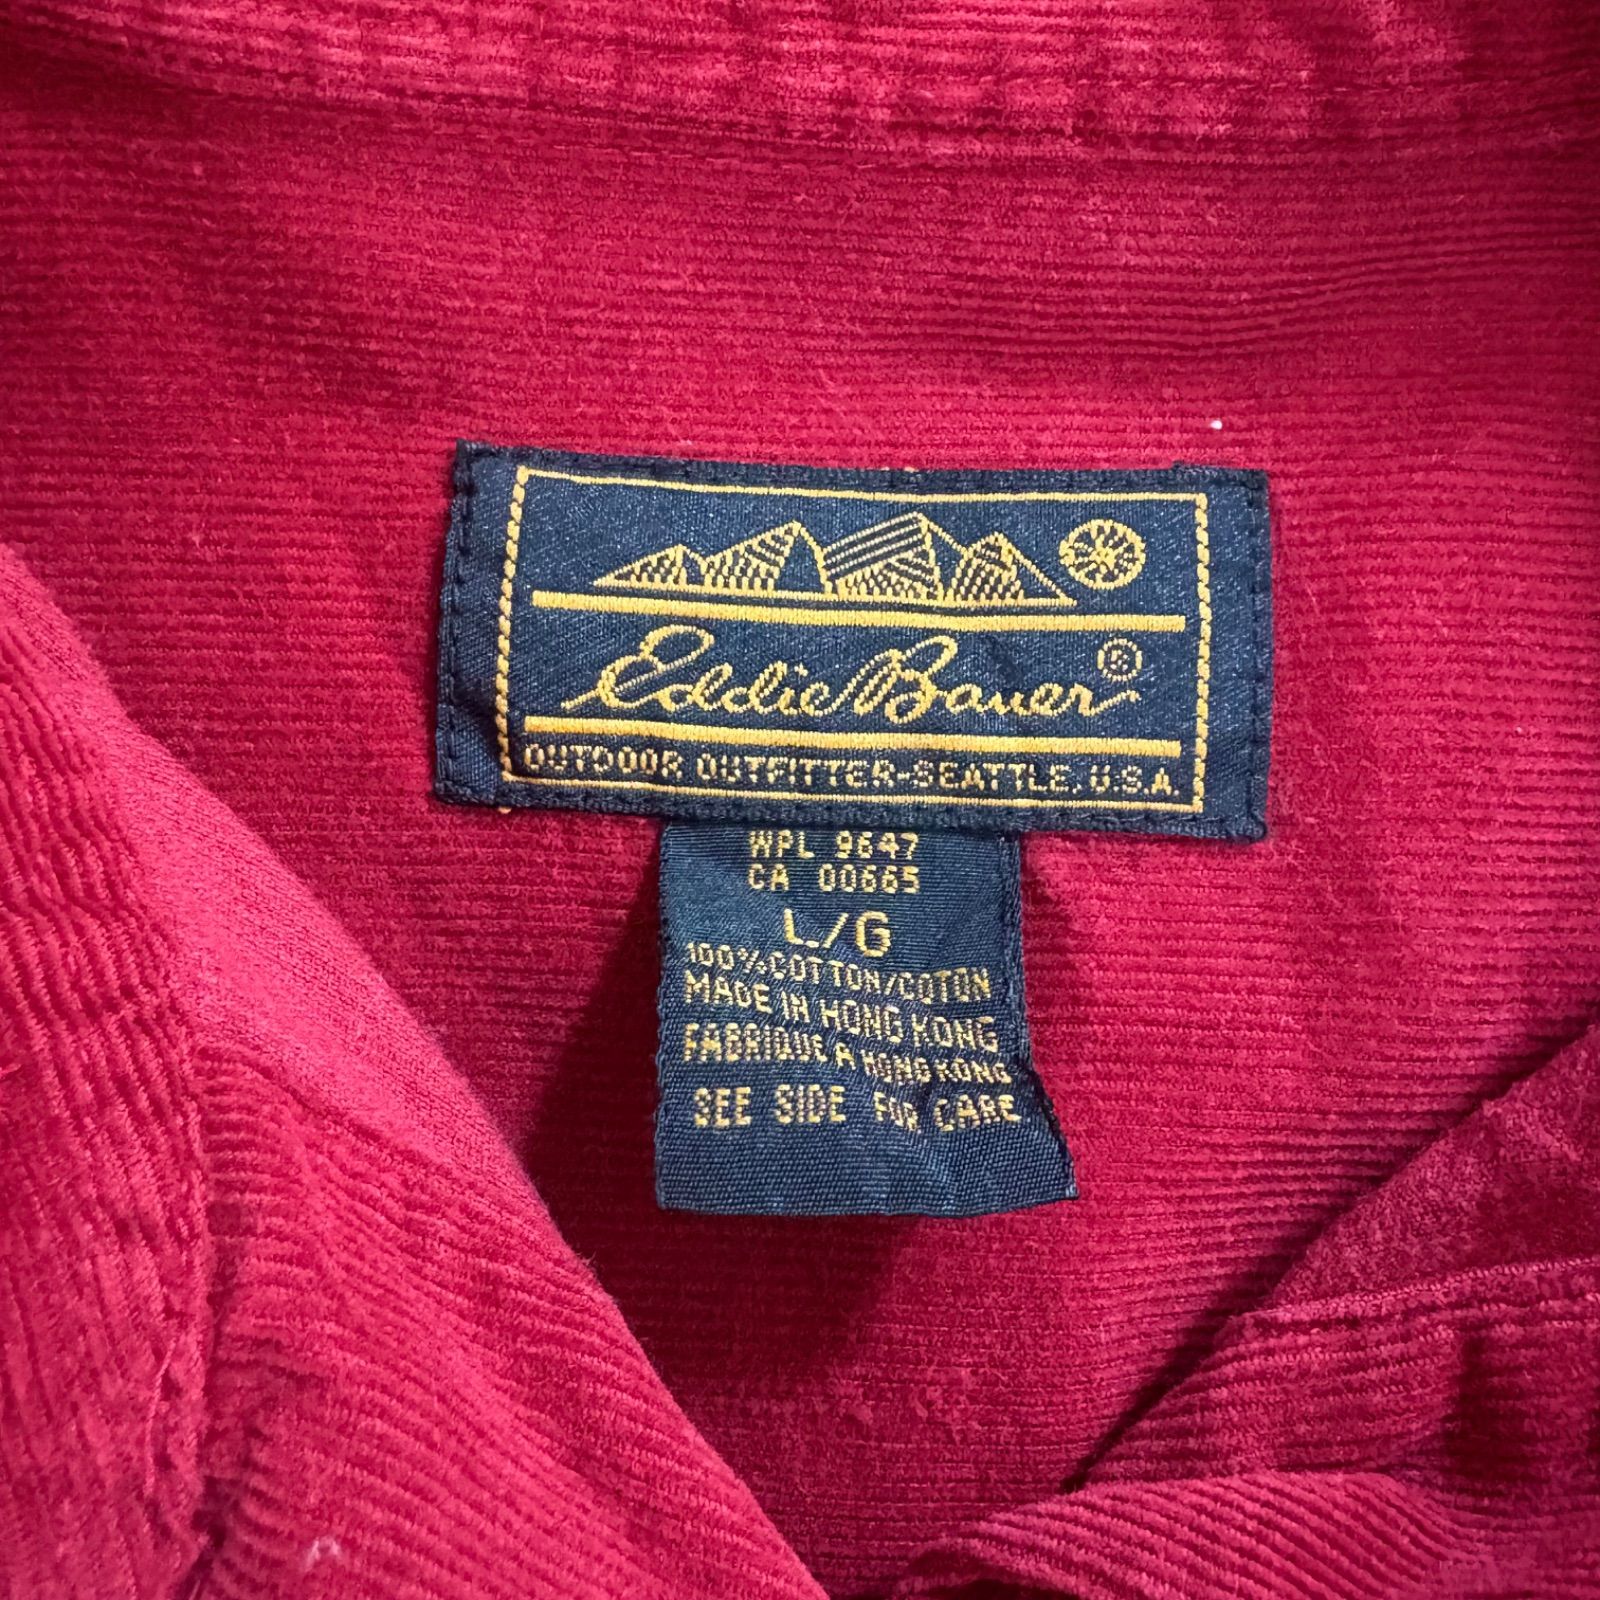 Eddie Bauer®
OUTDOOR OUTFITTER-SEATTLE, U.S.A.
WPL 9647
CA 00665
L/G
100% COTTON/COTON
MADE IN HONG KONG
FABRIQUE A HONG KONG
SEE SIDE FOR CARE